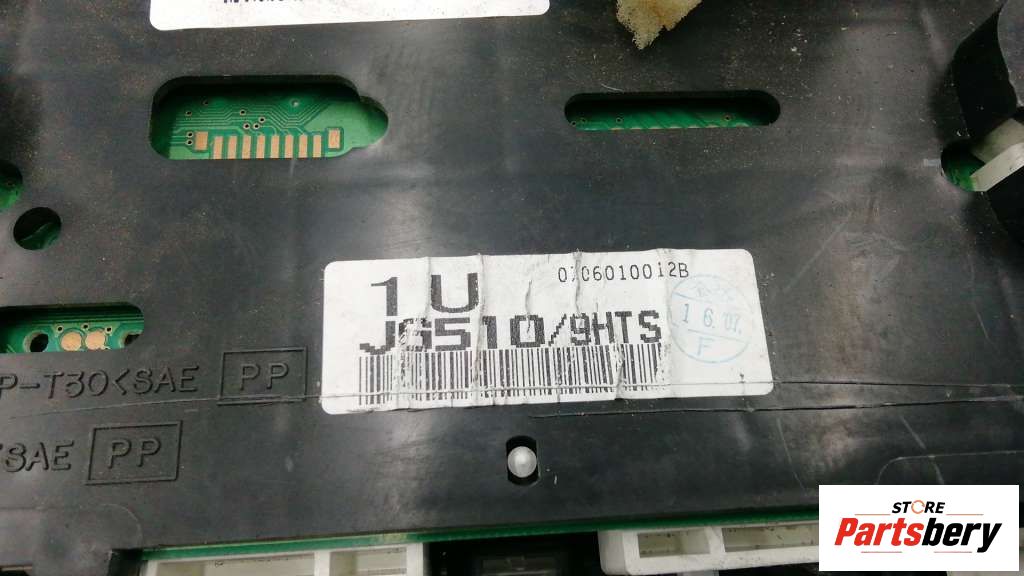 0706010012B
1U
JG510/9HTS
16.07.
F
P-T30<SAE PP
<SAE PP
STORE
Partsbery